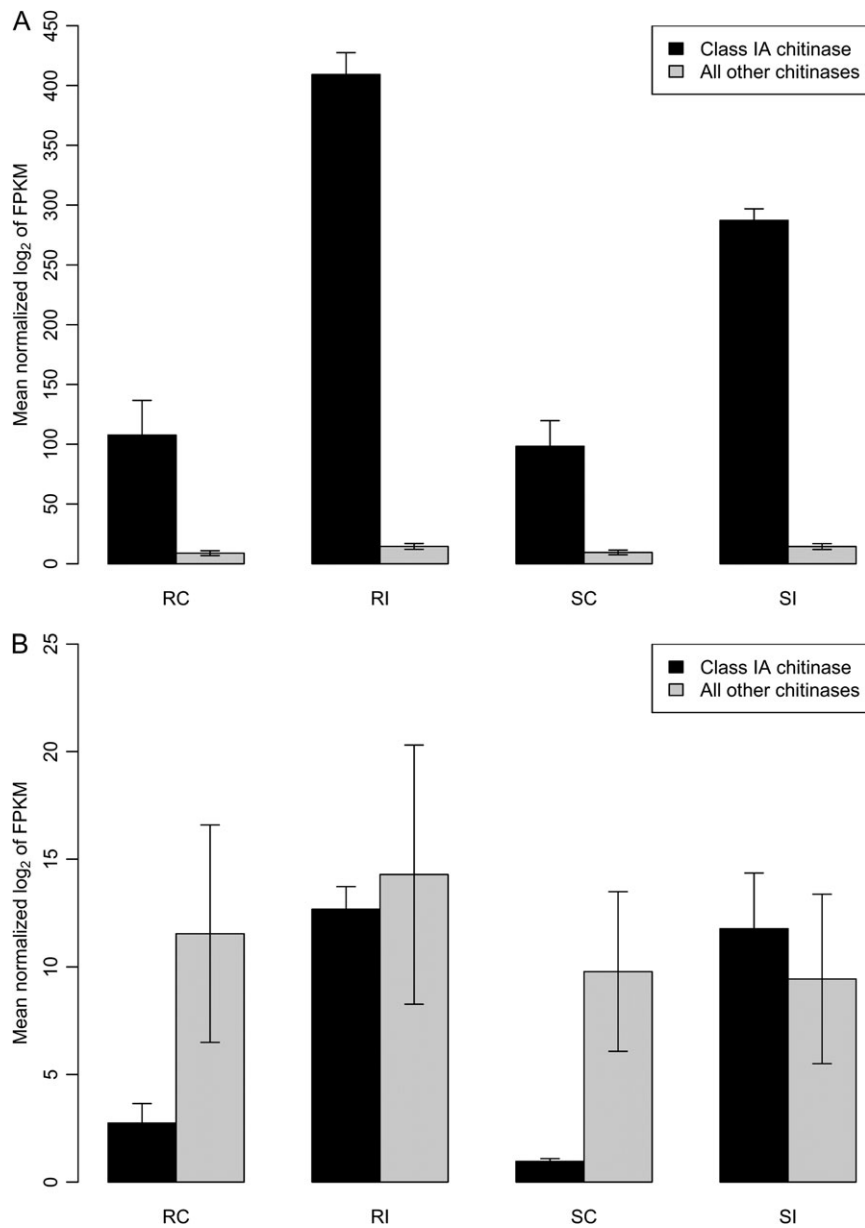 A
450
400
350
300
250
200
150
100
50
0
Mean normalized log₂ of FPKM
Class IA chitinase
All other chitinases
RC RI SC SI
B
25
20
15
10
5
0
Mean normalized log₂ of FPKM
Class IA chitinase
All other chitinases
RC RI SC SI